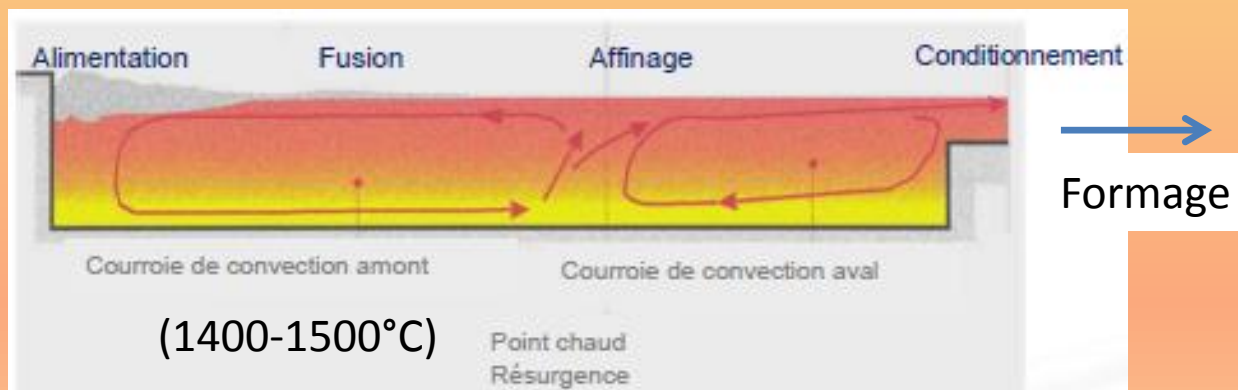 Alimentation Fusion Affinage Conditionnement
Formage
Courroie de convection amont Courroie de convection aval
(1400-1500°C)
Point chaud
Résurgence